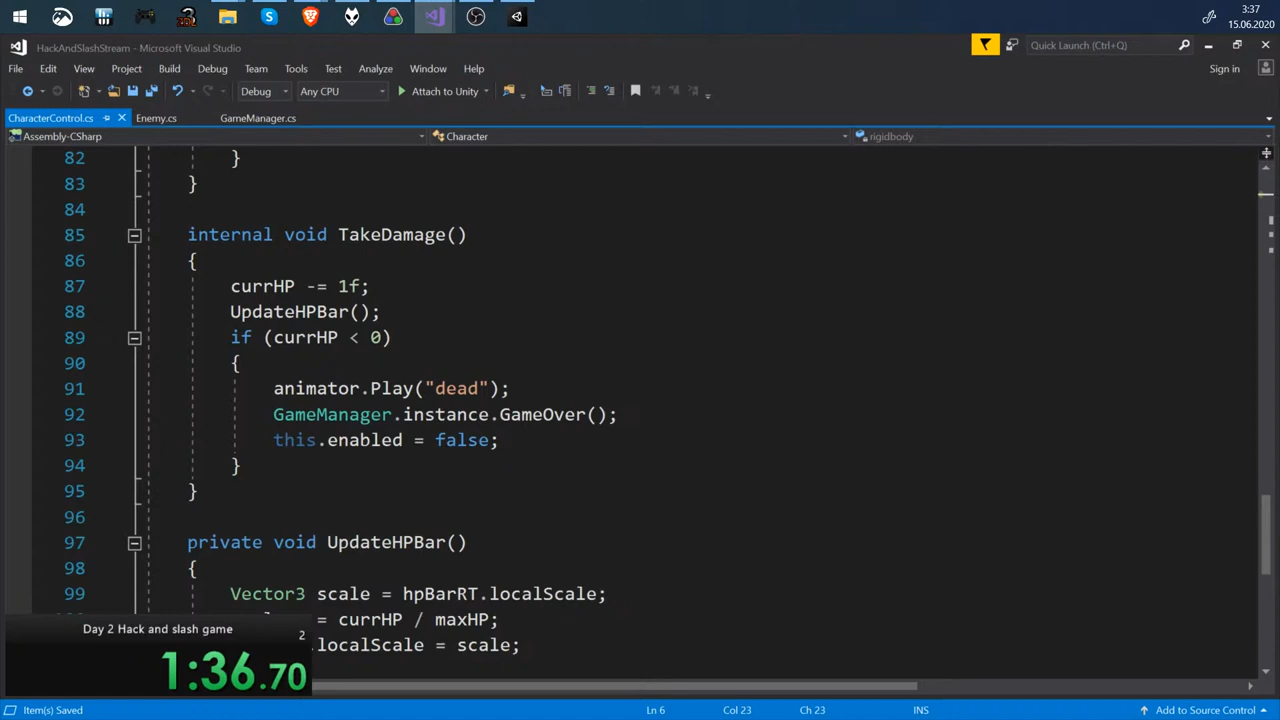 3:37
15.06.2020
HackAndSlashStream - Microsoft Visual Studio
Quick Launch (Ctrl+Q)
File Edit View Project Build Debug Team Tools Test Analyze Window Help
Sign in
Debug Any CPU Attach to Unity
CharacterControl.cs Enemy.cs GameManager.cs
Assembly-CSharp Character rigidbody
82 }
83 }
84
85 internal void TakeDamage()
86 {
87 currHP -= 1f;
88 UpdateHPBar();
89 if (currHP < 0)
90 {
91 animator.Play("dead");
92 GameManager.instance.GameOver();
93 this.enabled = false;
94 }
95 }
96
97 private void UpdateHPBar()
98 {
99 Vector3 scale = hpBarRT.localScale;
= currHP / maxHP;
.localScale = scale;
Day 2 Hack and slash game 2
1:36.70
Item(s) Saved Ln 6 Col 23 Ch 23 INS Add to Source Control